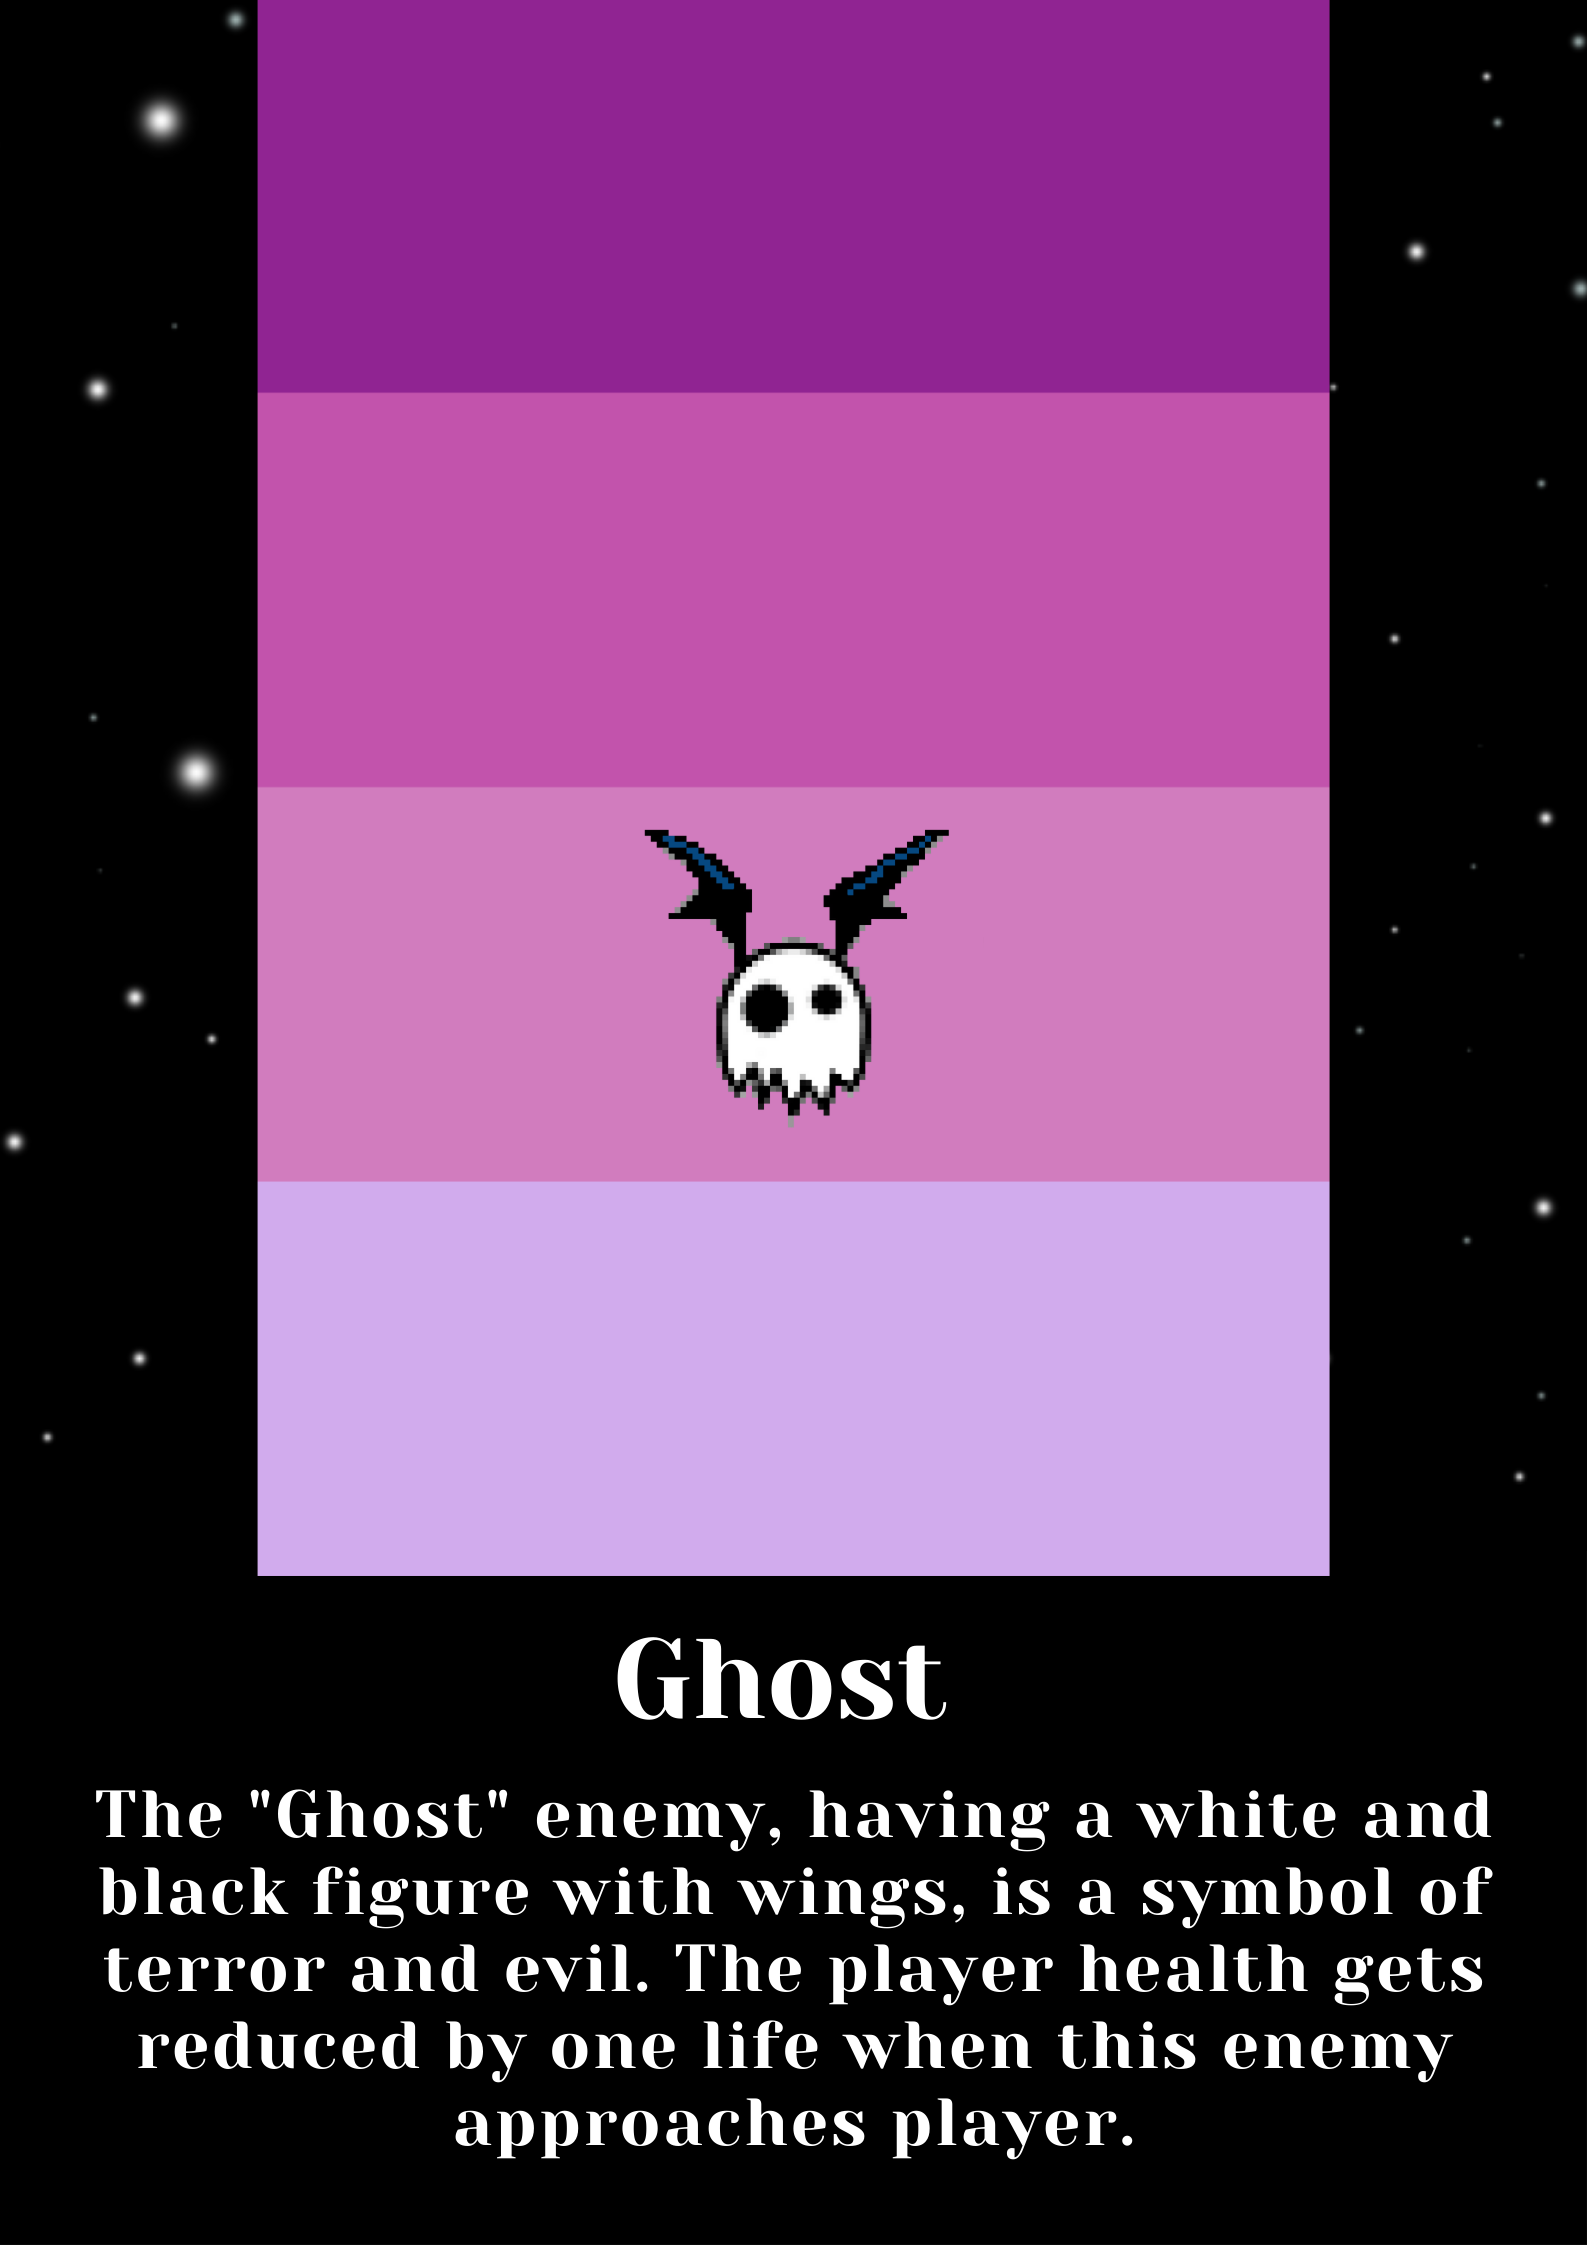 Ghost
The "Ghost" enemy, having a white and
black figure with wings, is a symbol of
terror and evil. The player health gets
reduced by one life when this enemy
approaches player.